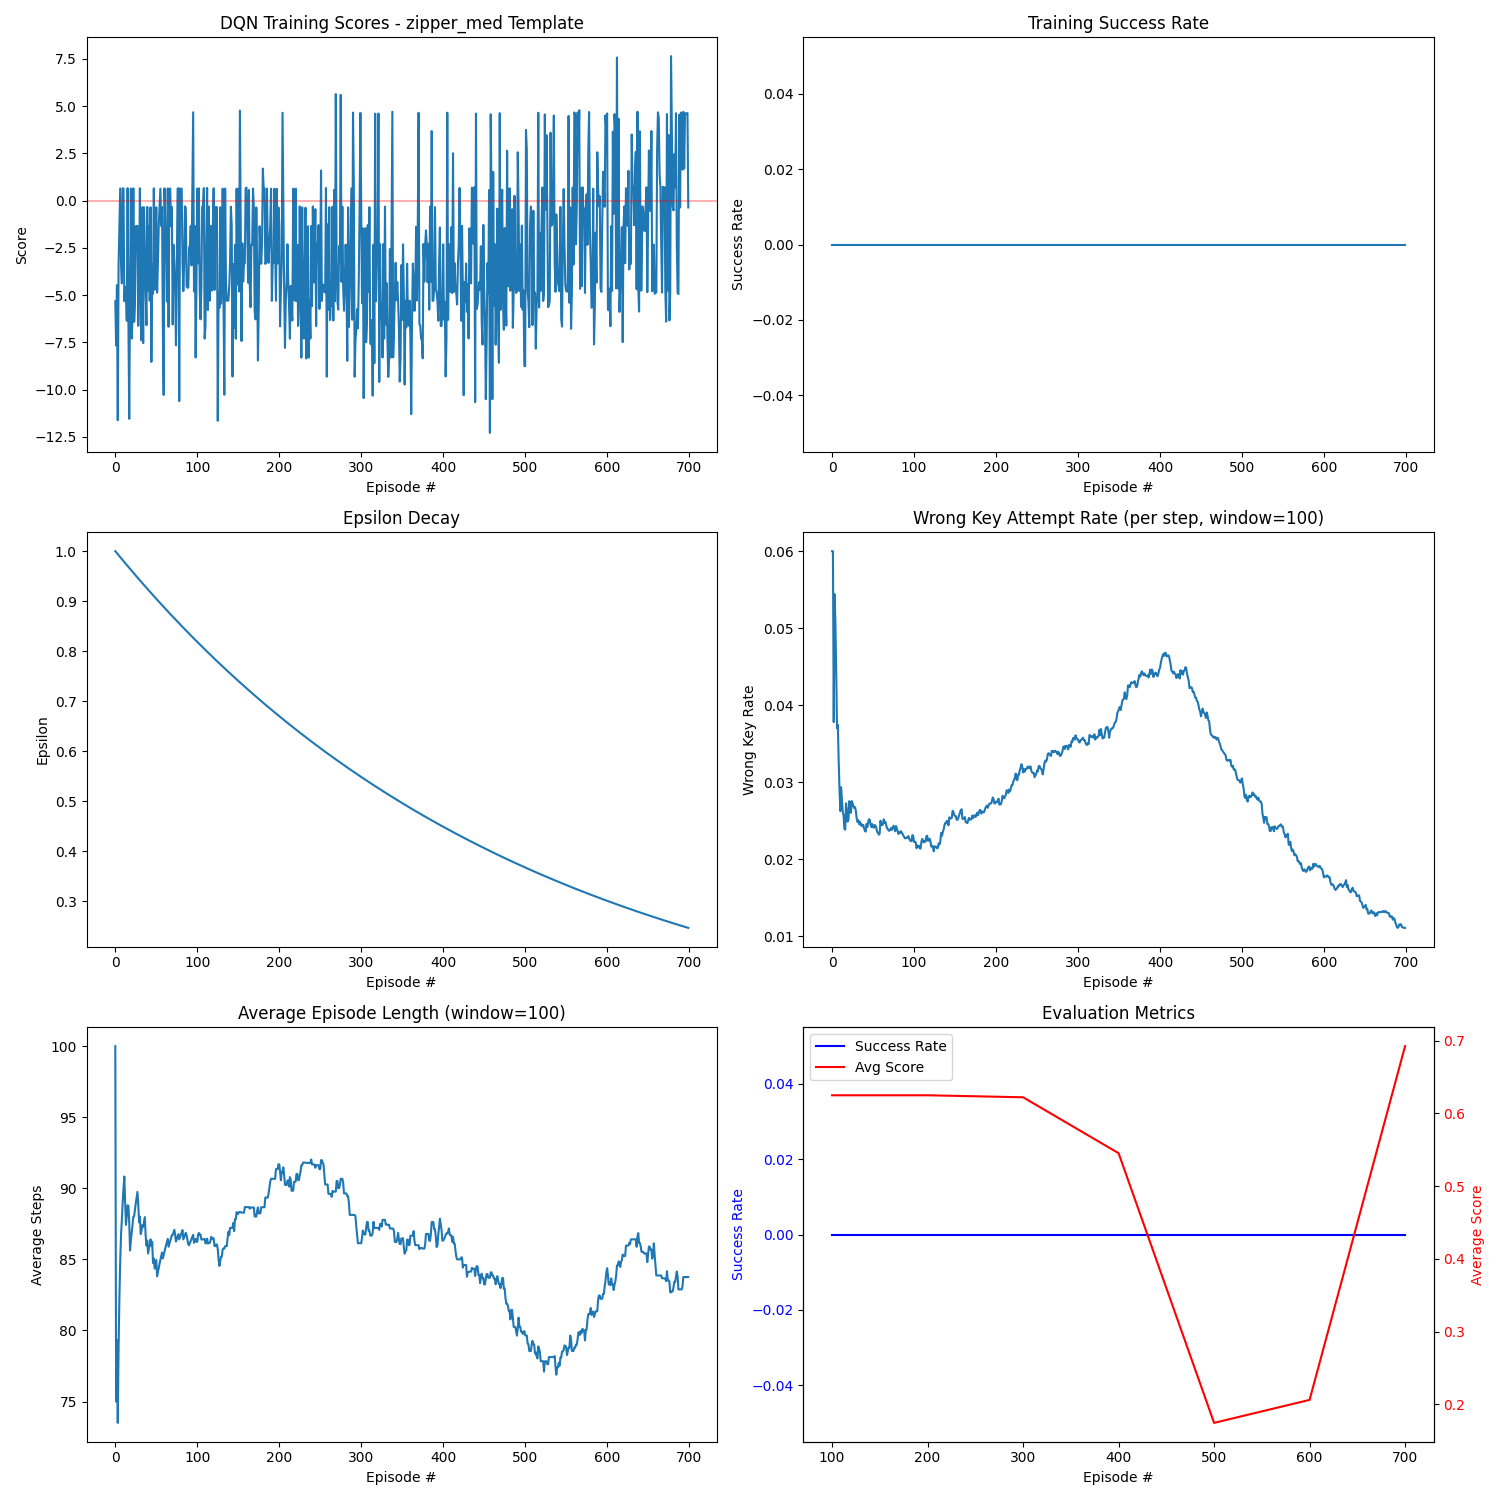 DQN Training Scores - zipper_med Template
7.5
5.0
2.5
0.0
−2.5
−5.0
−7.5
−10.0
−12.5
Score
0 100 200 300 400 500 600 700
Episode #
Training Success Rate
0.04
0.02
0.00
−0.02
−0.04
Success Rate
0 100 200 300 400 500 600 700
Episode #
Epsilon Decay
1.0
0.9
0.8
0.7
0.6
0.5
0.4
0.3
Epsilon
0 100 200 300 400 500 600 700
Episode #
Wrong Key Attempt Rate (per step, window=100)
0.06
0.05
0.04
0.03
0.02
0.01
Wrong Key Rate
0 100 200 300 400 500 600 700
Episode #
Average Episode Length (window=100)
100
95
90
85
80
75
Average Steps
0 100 200 300 400 500 600 700
Episode #
Evaluation Metrics
Success Rate
Avg Score
0.04
0.02
0.00
−0.02
−0.04
Success Rate
0.7
0.6
0.5
0.4
0.3
0.2
Average Score
100 200 300 400 500 600 700
Episode #